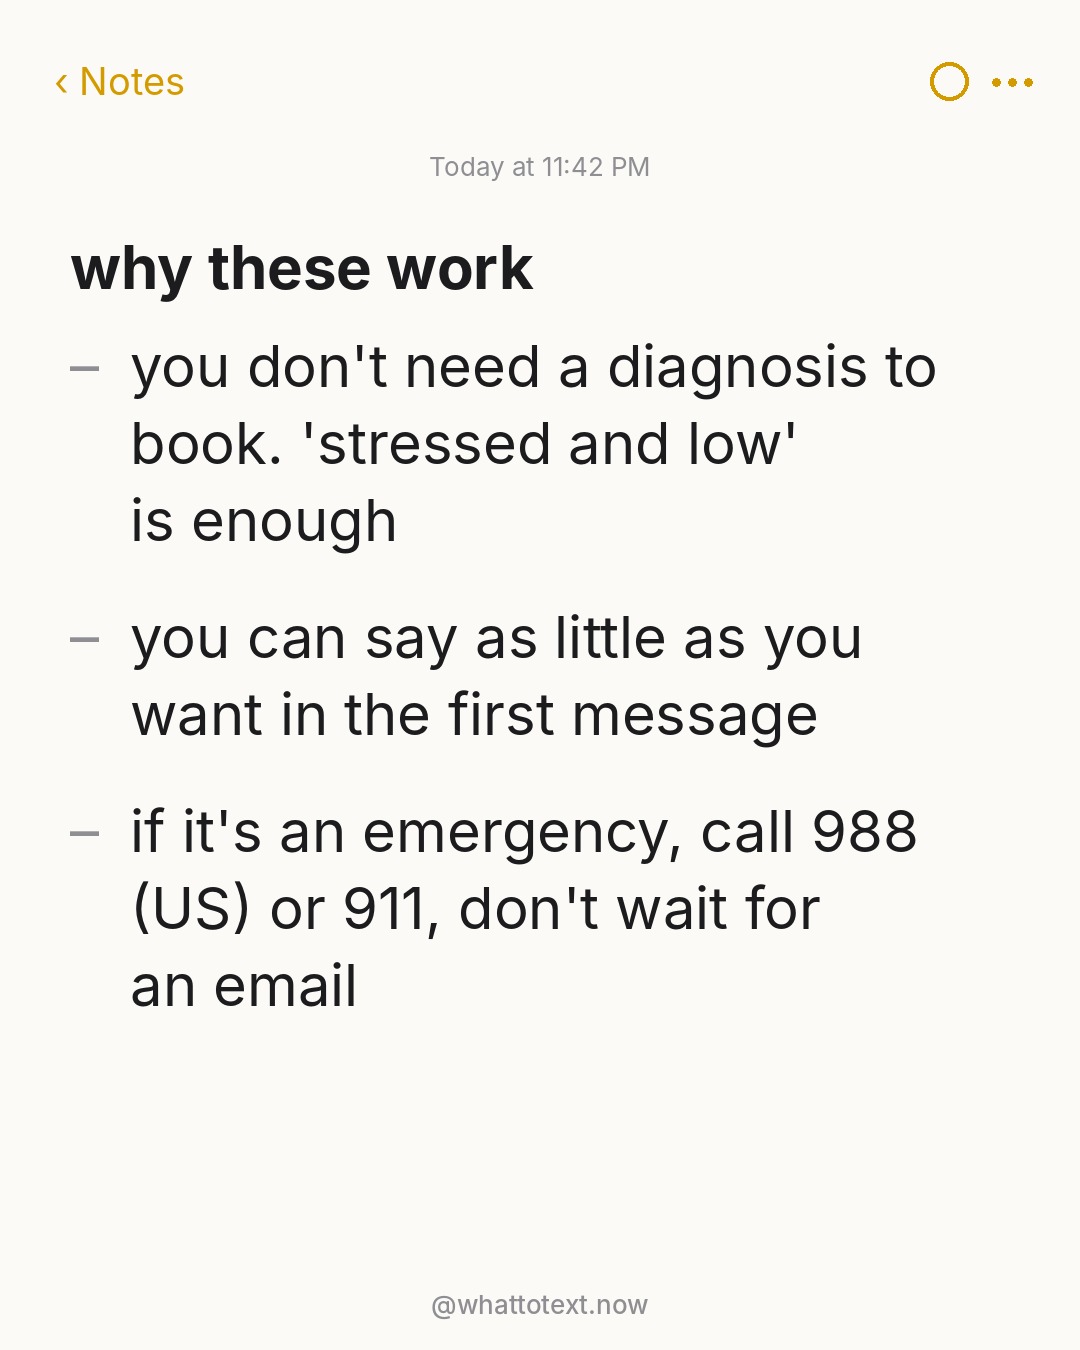 ‹ Notes
Today at 11:42 PM
why these work
– you don't need a diagnosis to
book. 'stressed and low'
is enough
– you can say as little as you
want in the first message
– if it's an emergency, call 988
(US) or 911, don't wait for
an email
@whattotext.now